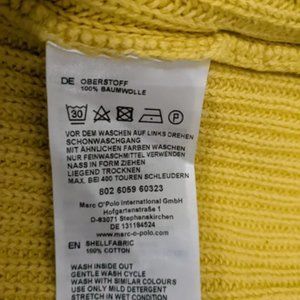 DE OBERSTOFF
100% BAUMWOLLE
30 P
VOR DEM WASCHEN AUF LINKS DREHEN
SCHONWASCHGANG
MIT ÄHNLICHEN FARBEN WASCHEN
NUR FEINWASCHMITTEL VERWENDEN
NASS IN FORM ZIEHEN
LIEGEND TROCKNEN
MAX. BEI 400 TOUREN SCHLEUDERN
602 6059 60323
Marc O'Polo International GmbH
Hofgartenstraße 1
D-83071 Stephanskirchen
DE 131184524
www.marc-o-polo.com
EN SHELLFABRIC
100% COTTON
WASH INSIDE OUT
GENTLE WASH CYCLE
WASH WITH SIMILAR COLOURS
USE ONLY MILD DETERGENT
STRETCH IN WET CONDITION